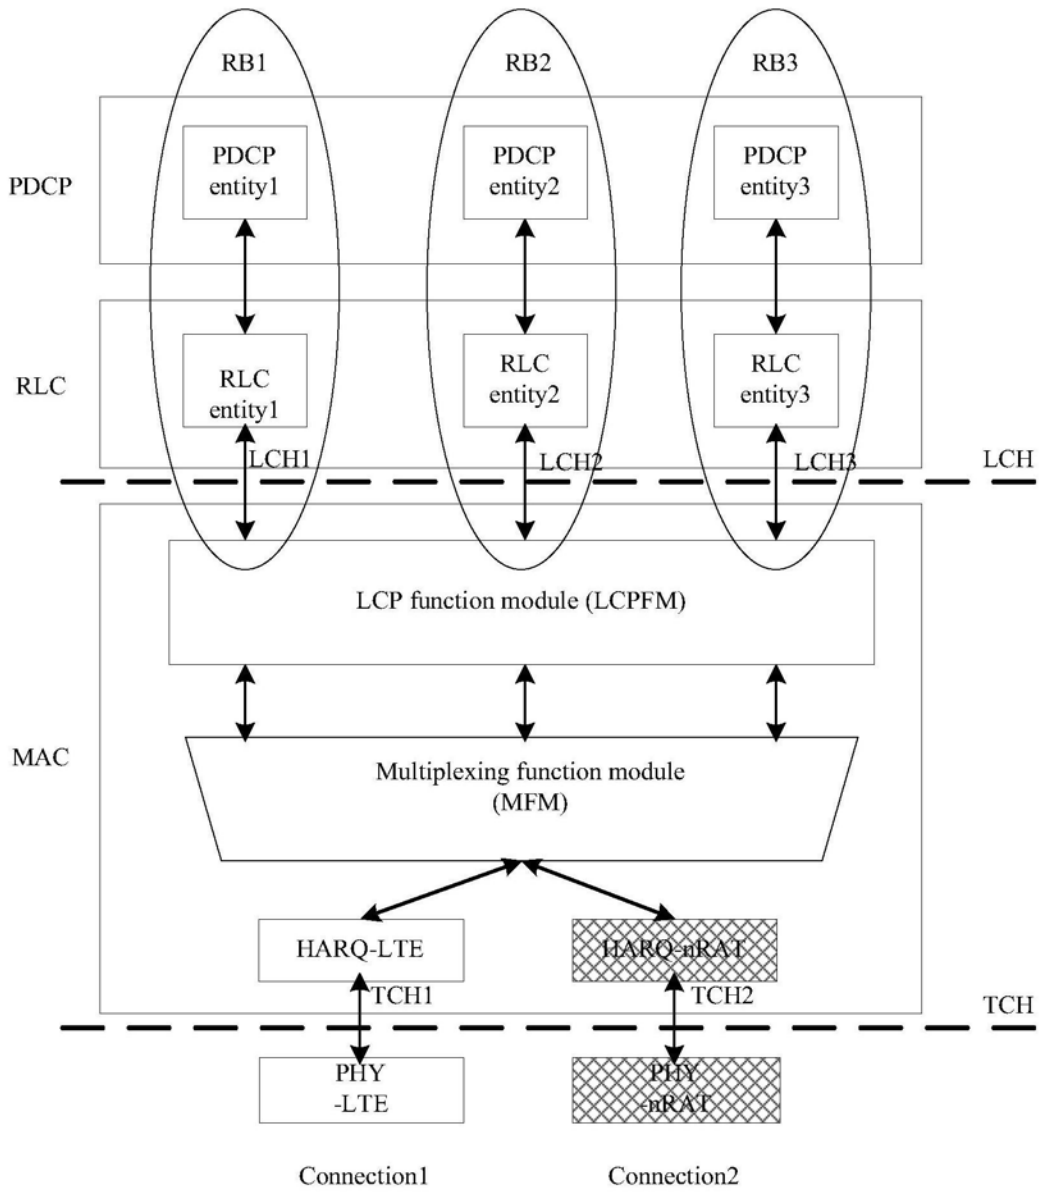 RB1
RB2
RB3
PDCP
PDCP
entity1
PDCP
entity2
PDCP
entity3
RLC
RLC
entity1
RLC
entity2
RLC
entity3
LCH1
LCH2
LCH3
LCH
LCP function module (LCPFM)
MAC
Multiplexing function module
(MFM)
HARQ-LTE
HARQ-nRAT
TCH1
TCH2
TCH
PHY
-LTE
PHY
-nRAT
Connection1
Connection2